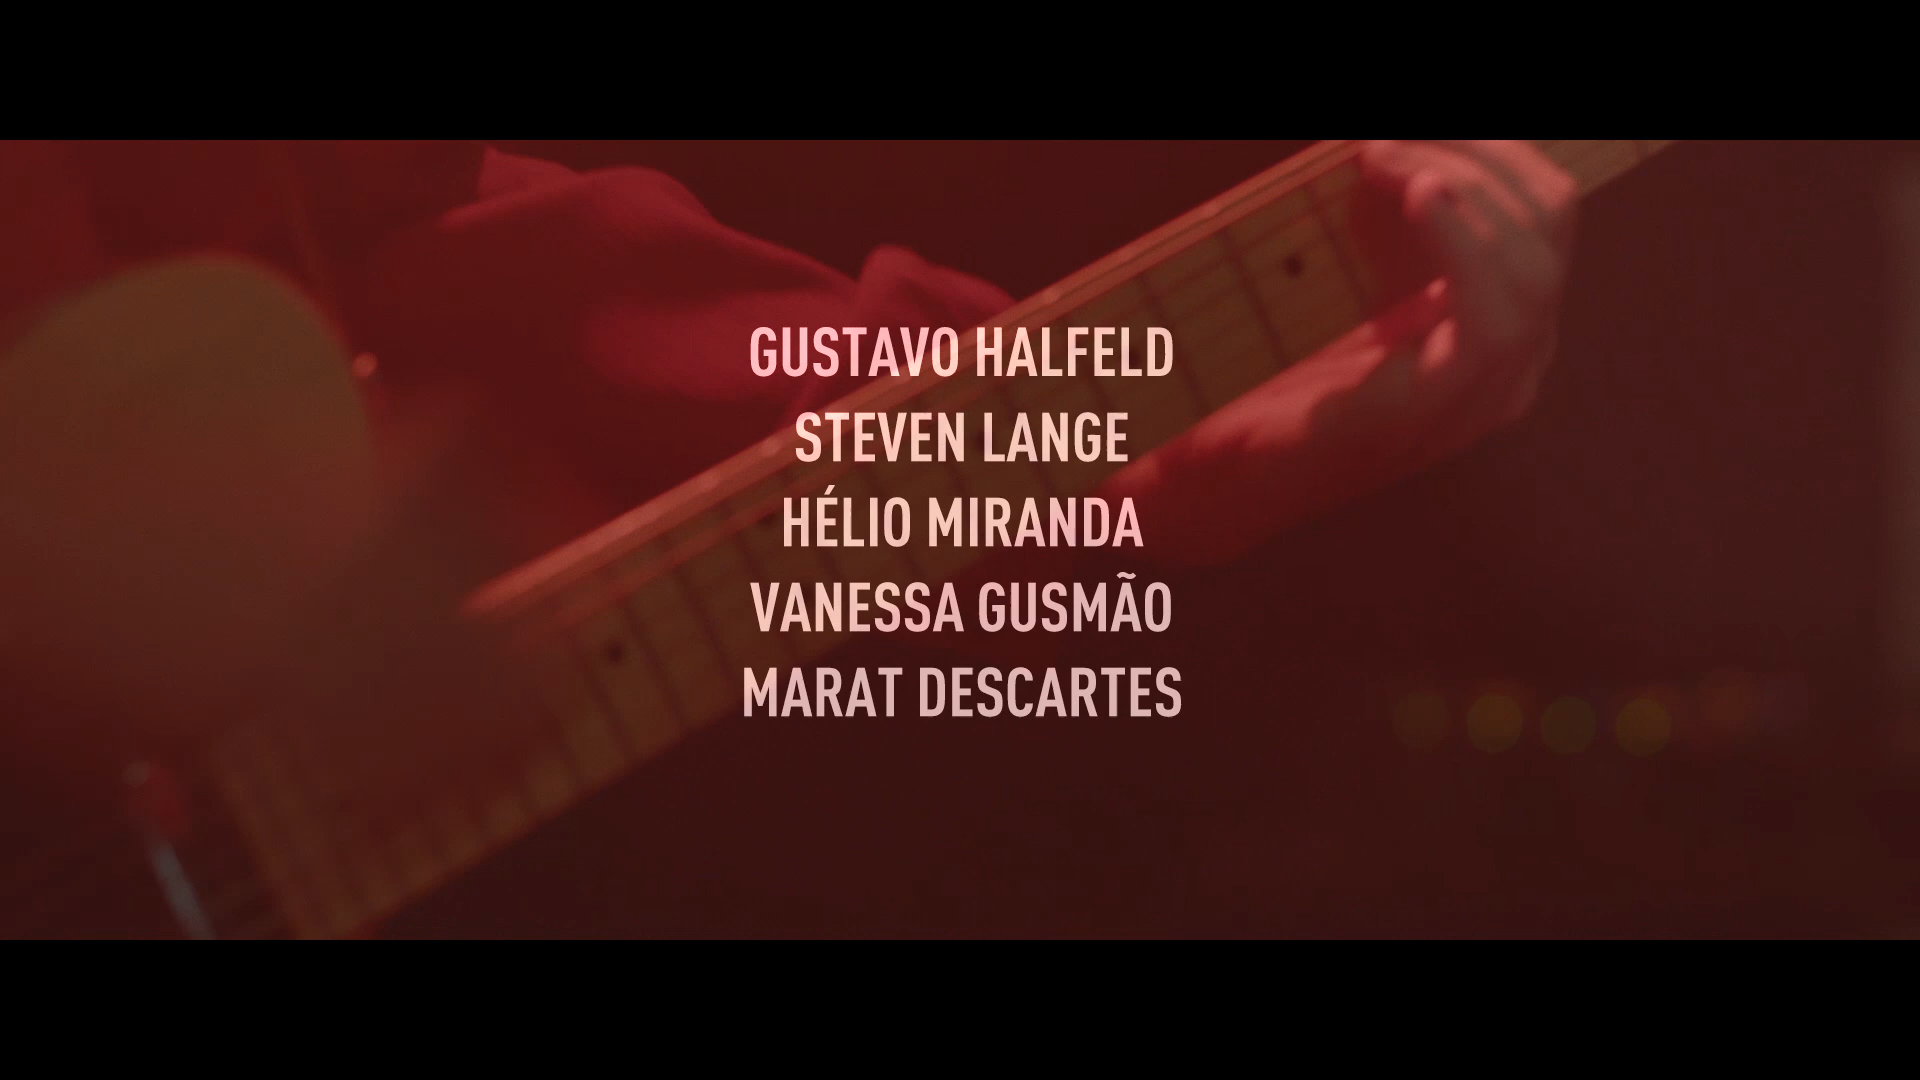 GUSTAVO HALFELD
STEVEN LANGE
HÉLIO MIRANDA
VANESSA GUSMÃO
MARAT DESCARTES